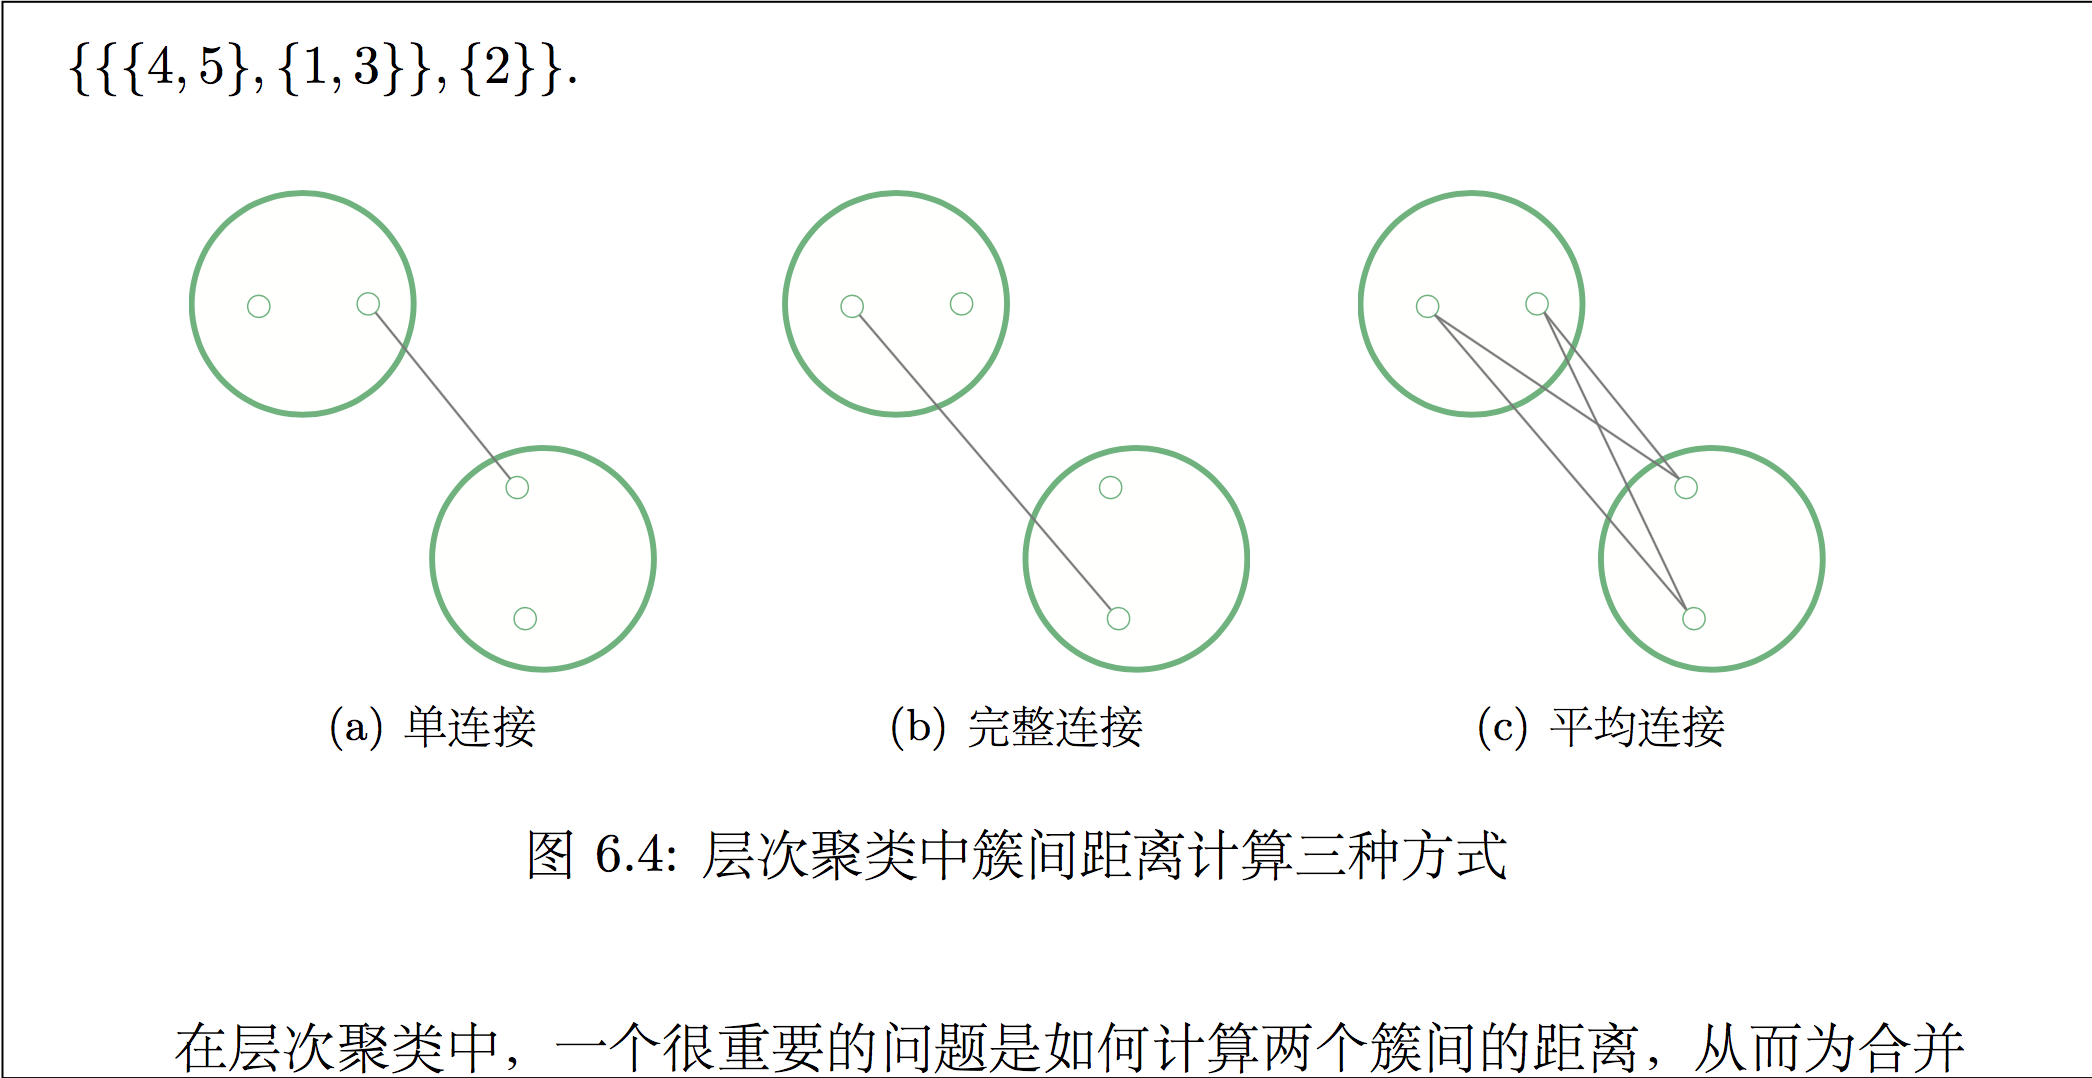 {{{4, 5}, {1, 3}}, {2}}.
(a) 单连接
(b) 完整连接
(c) 平均连接
图 6.4: 层次聚类中簇间距离计算三种方式
在层次聚类中，一个很重要的问题是如何计算两个簇间的距离，从而为合并